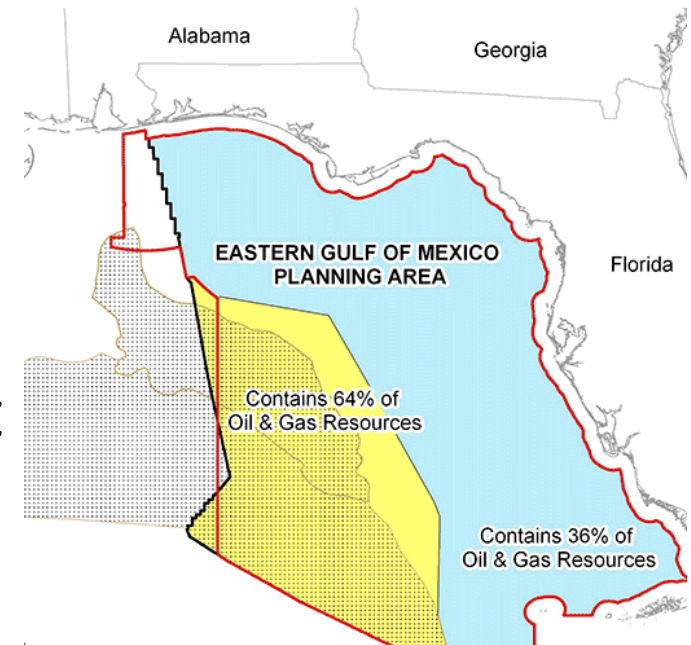 Alabama
Georgia
EASTERN GULF OF MEXICO
PLANNING AREA
Florida
Contains 64% of
Oil & Gas Resources
Contains 36% of
Oil & Gas Resources